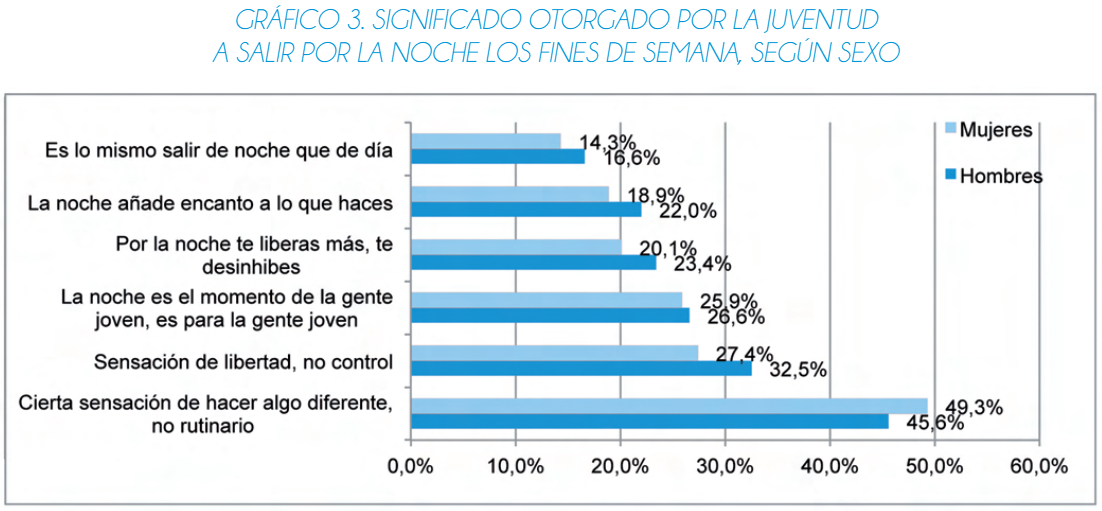 GRÁFICO 3. SIGNIFICADO OTORGADO POR LA JUVENTUD
A SALIR POR LA NOCHE LOS FINES DE SEMANA, SEGÚN SEXO
Mujeres
Hombres
Es lo mismo salir de noche que de día
14,3%
16,6%
La noche añade encanto a lo que haces
18,9%
22,0%
Por la noche te liberas más, te
desinhibes
20,1%
23,4%
La noche es el momento de la gente
joven, es para la gente joven
25,9%
26,6%
Sensación de libertad, no control
27,4%
32,5%
Cierta sensación de hacer algo diferente,
no rutinario
49,3%
45,6%
0,0% 10,0% 20,0% 30,0% 40,0% 50,0% 60,0%